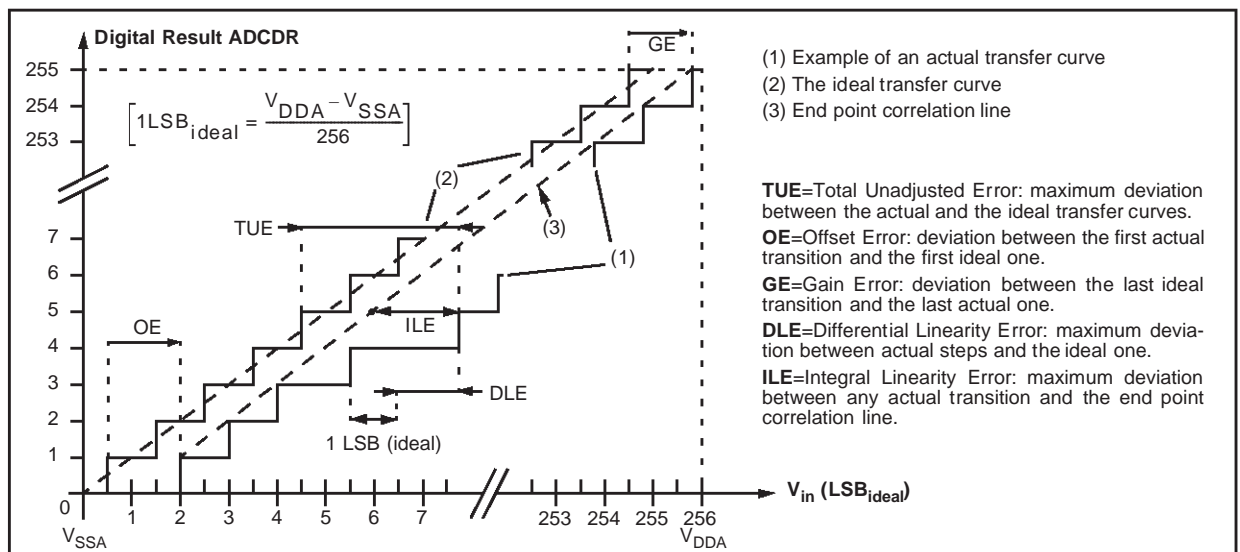 Digital Result ADCDR
GE
255
254
253
[1LSBideal = (VDDA – VSSA) / 256]
(2)
TUE
(3)
7
(1)
6
5
OE
ILE
4
3
DLE
2
1 LSB (ideal)
1
0
Vin (LSBideal)
1 2 3 4 5 6 7 253 254 255 256
VSSA
VDDA
(1) Example of an actual transfer curve
(2) The ideal transfer curve
(3) End point correlation line
TUE=Total Unadjusted Error: maximum deviation
between the actual and the ideal transfer curves.
OE=Offset Error: deviation between the first actual
transition and the first ideal one.
GE=Gain Error: deviation between the last ideal
transition and the last actual one.
DLE=Differential Linearity Error: maximum devia-
tion between actual steps and the ideal one.
ILE=Integral Linearity Error: maximum deviation
between any actual transition and the end point
correlation line.